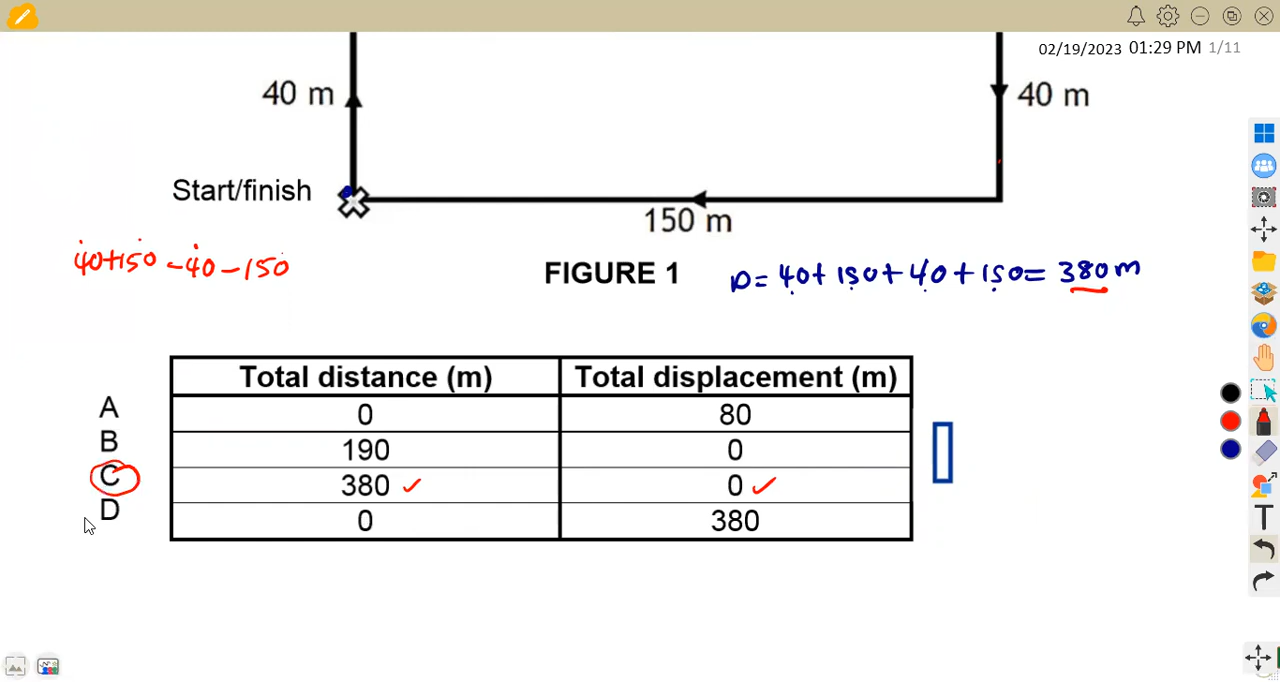 02/19/2023 01:29 PM 1/11
40 m
40 m
Start/finish
150 m
40+150-40-150
FIGURE 1
D=40+150+40+150=380m
Total distance (m) Total displacement (m)
A 0 80
B 190 0
C 380 ✓ 0 ✓
D 0 380
T